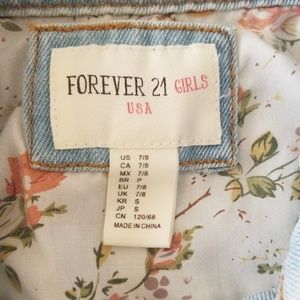 FOREVER 21 GIRLS
USA
US 7/8
CA 7/8
MX 7/8
BR P
EU 7/8
UK 7/8
KR S
JP S
CN 120/68
MADE IN CHINA